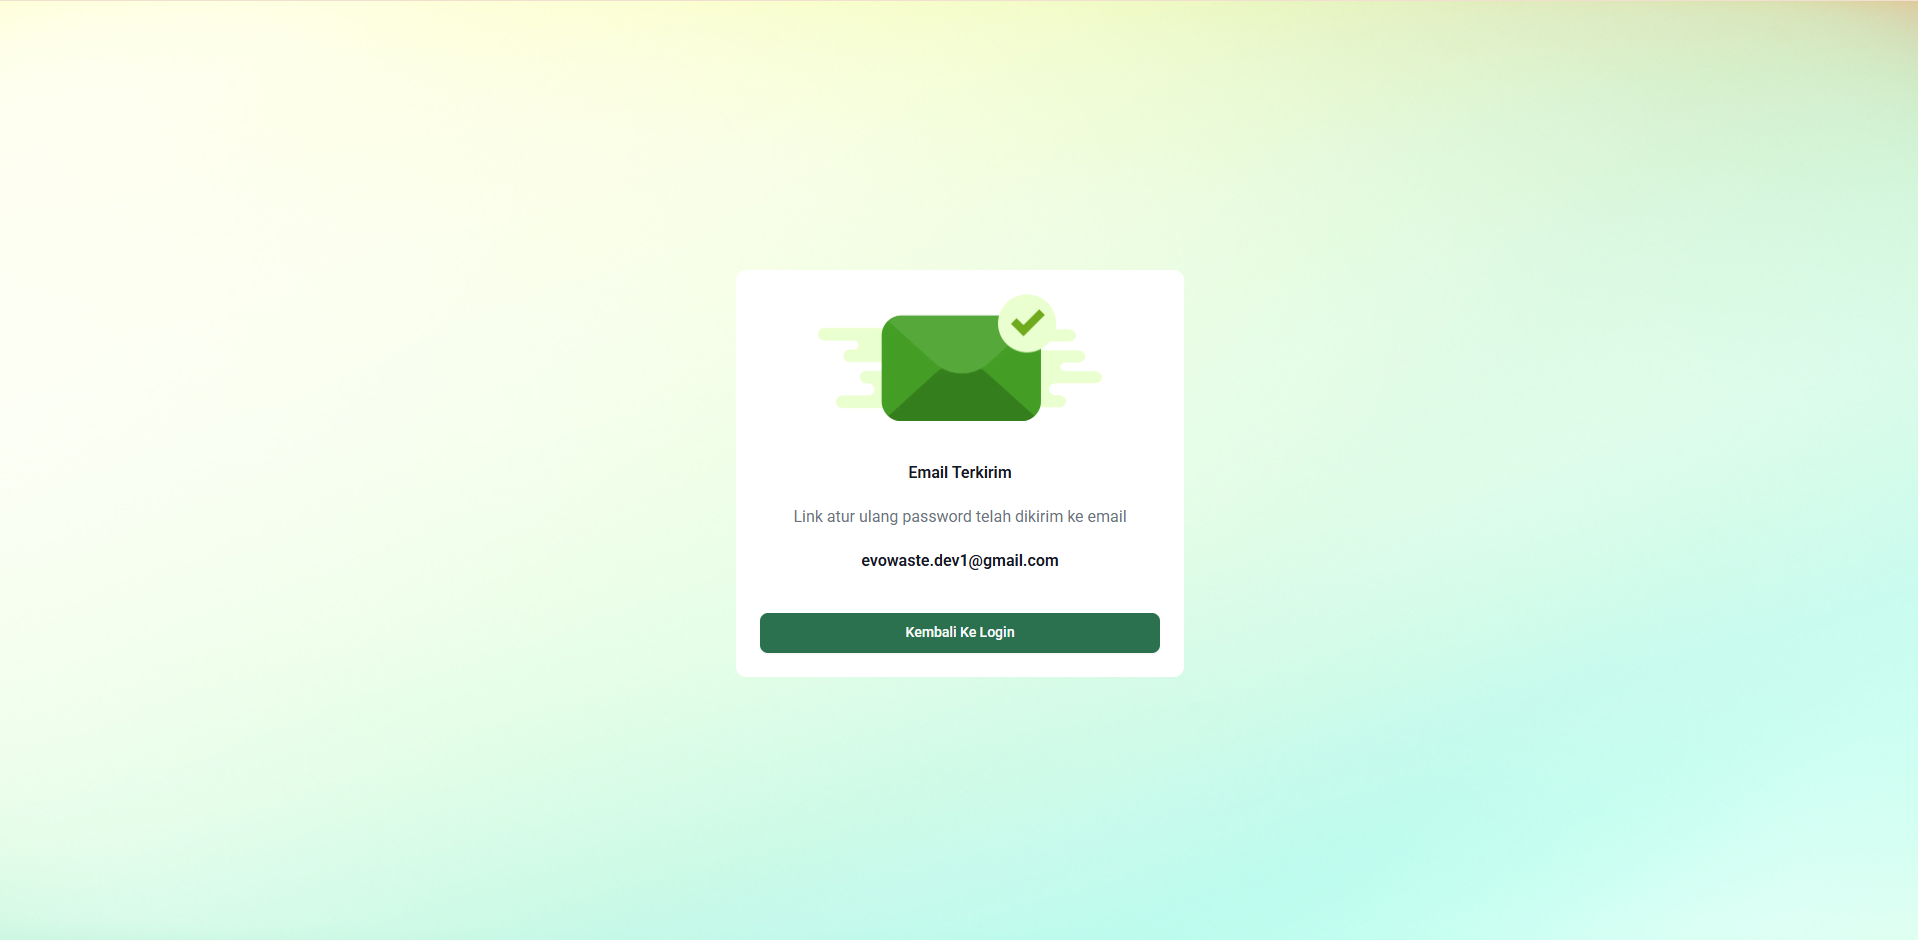 Email Terkirim
Link atur ulang password telah dikirim ke email
evowaste.dev1@gmail.com
Kembali Ke Login